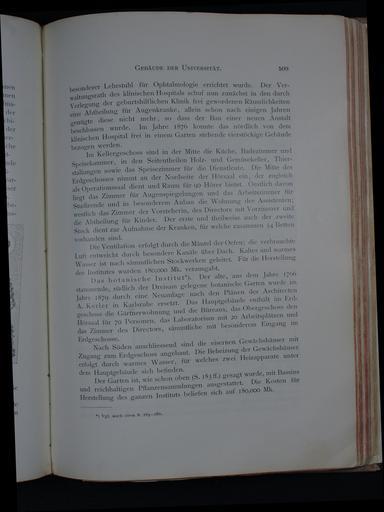 Gebäude der Universität. 509
besonderer Lehrstuhl für Ophtalmologie errichtet wurde. Der Ver-
waltungsrath des klinischen Hospitals schuf nun zunächst in den durch
Verlegung der geburtshilflichen Klinik frei gewordenen Räumlichkeiten
eine Abtheilung für Augenkranke, allein schon nach einigen Jahren
genügte diese nicht mehr, so dass der Bau einer neuen Anstalt
beschlossen wurde. Im Jahre 1876 konnte das nördlich von dem
klinischen Hospital frei in einem Garten stehende vierstöckige Gebäude
bezogen werden.
Im Kellergeschoss sind in der Mitte die Küche, Badezimmer und
Speisekammer, in den Seitentheilen Holz- und Gemüsekeller, Thier-
stallungen sowie das Speisezimmer für die Dienstleute. Die Mitte des
Erdgeschosses nimmt an der Nordseite der Hörsaal ein, der zugleich
als Operationssaal dient und Raum für 40 Hörer bietet. Oestlich davon
liegt das Zimmer für Augenspiegelungen und das Arbeitszimmer für
Studierende und in besonderem Anbau die Wohnung des Assistenten;
westlich das Zimmer der Vorsteherin, des Directors mit Vorzimmer und
die Abtheilung für Kinder. Der erste und theilweise auch der zweite
Stock dient zur Aufnahme der Kranken, für welche zusammen 54 Betten
vorhanden sind.
Die Ventilation erfolgt durch die Mäntel der Oefen; die verbrauchte
Luft entweicht durch besondere Kanäle über Dach. Kaltes und warmes
Wasser ist nach sämmtlichen Stockwerken geleitet. Für die Herstellung
des Institutes wurden 180,000 Mk. verausgabt.
Das botanische Institut*). Der alte, aus dem Jahre 1766
stammende, südlich der Dreisam gelegene botanische Garten wurde im
Jahre 1879 durch eine Neuanlage nach den Plänen des Architecten
A. in Karlsruhe ersetzt. Das Hauptgebäude enthält im Erd-
geschoss die Gärtnerwohnung und die Büreaux, das Obergeschoss den
Hörsaal für 70 Personen, das Laboratorium mit 20 Arbeitsplätzen und
das Zimmer des Directors, sämmtliche mit besonderem Eingang im
Erdgeschosse.
Nach Süden anschliessend sind die eisernen Gewächshäuser mit
Zugang zum Erdgeschoss angebaut. Die Beheizung der Gewächshäuser
erfolgt durch warmes Wasser, für welches zwei Heizapparate unter
dem Hauptgebäude sich befinden.
Der Garten ist, wie schon oben (S. 183 ff.) gesagt wurde, mit Bassins
und reichhaltigen Pflanzensammlungen ausgestattet. Die Kosten für
Herstellung des ganzen Instituts beliefen sich auf 180,000 Mk.
*) Vgl. auch oben S.